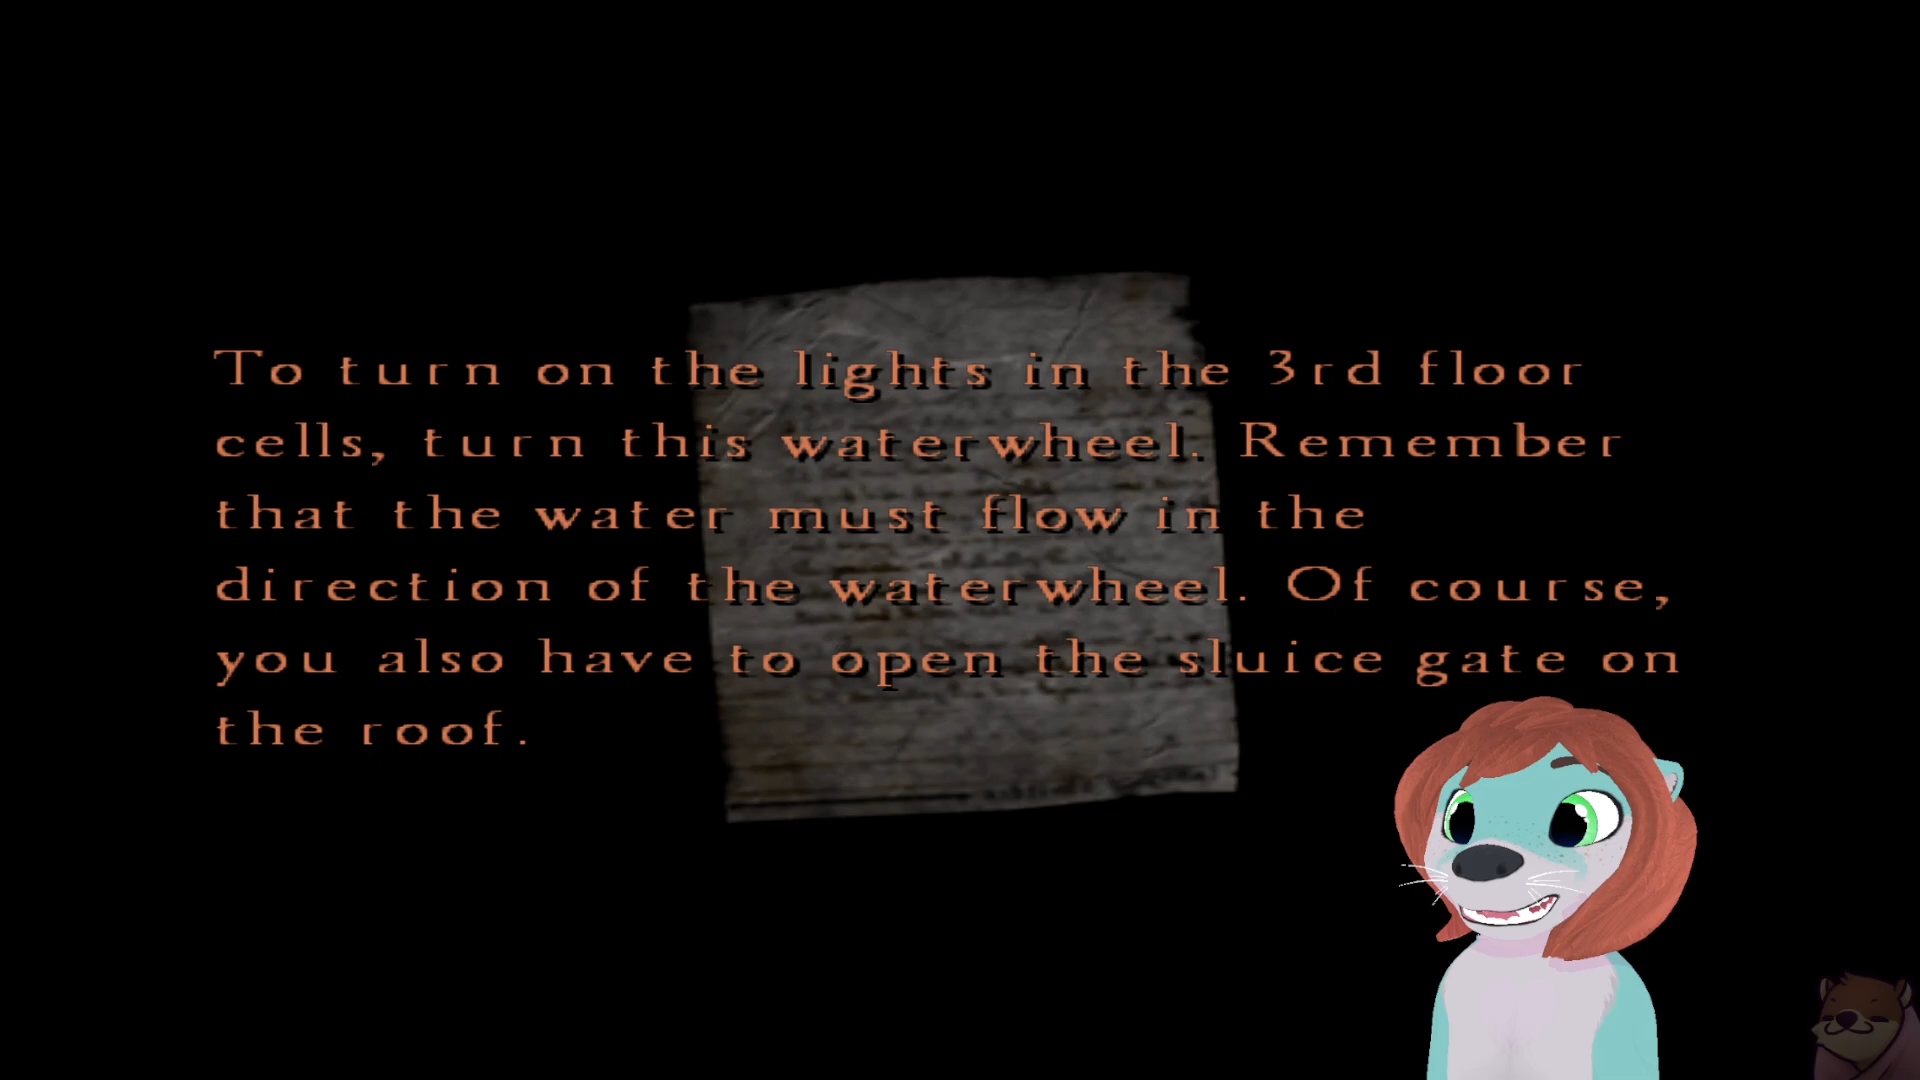 To turn on the lights in the 3rd floor
cells, turn this waterwheel. Remember
that the water must flow in the
direction of the waterwheel. Of course,
you also have to open the sluice gate on
the roof.